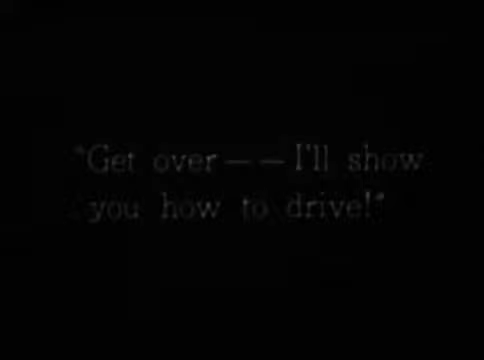 "Get over — — I'll show
you how to drive!"